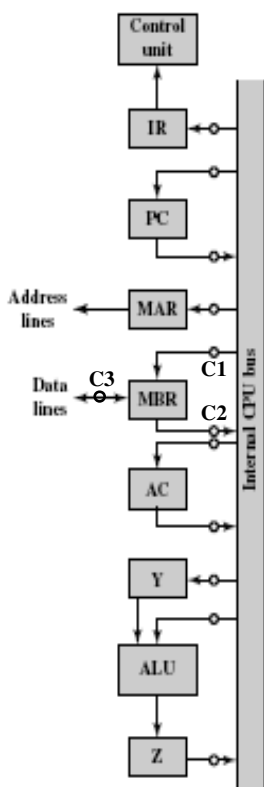 Control
unit
IR
PC
Address
lines
MAR
C1
Data
lines
C3
MBR
C2
Internal CPU bus
AC
Y
ALU
Z